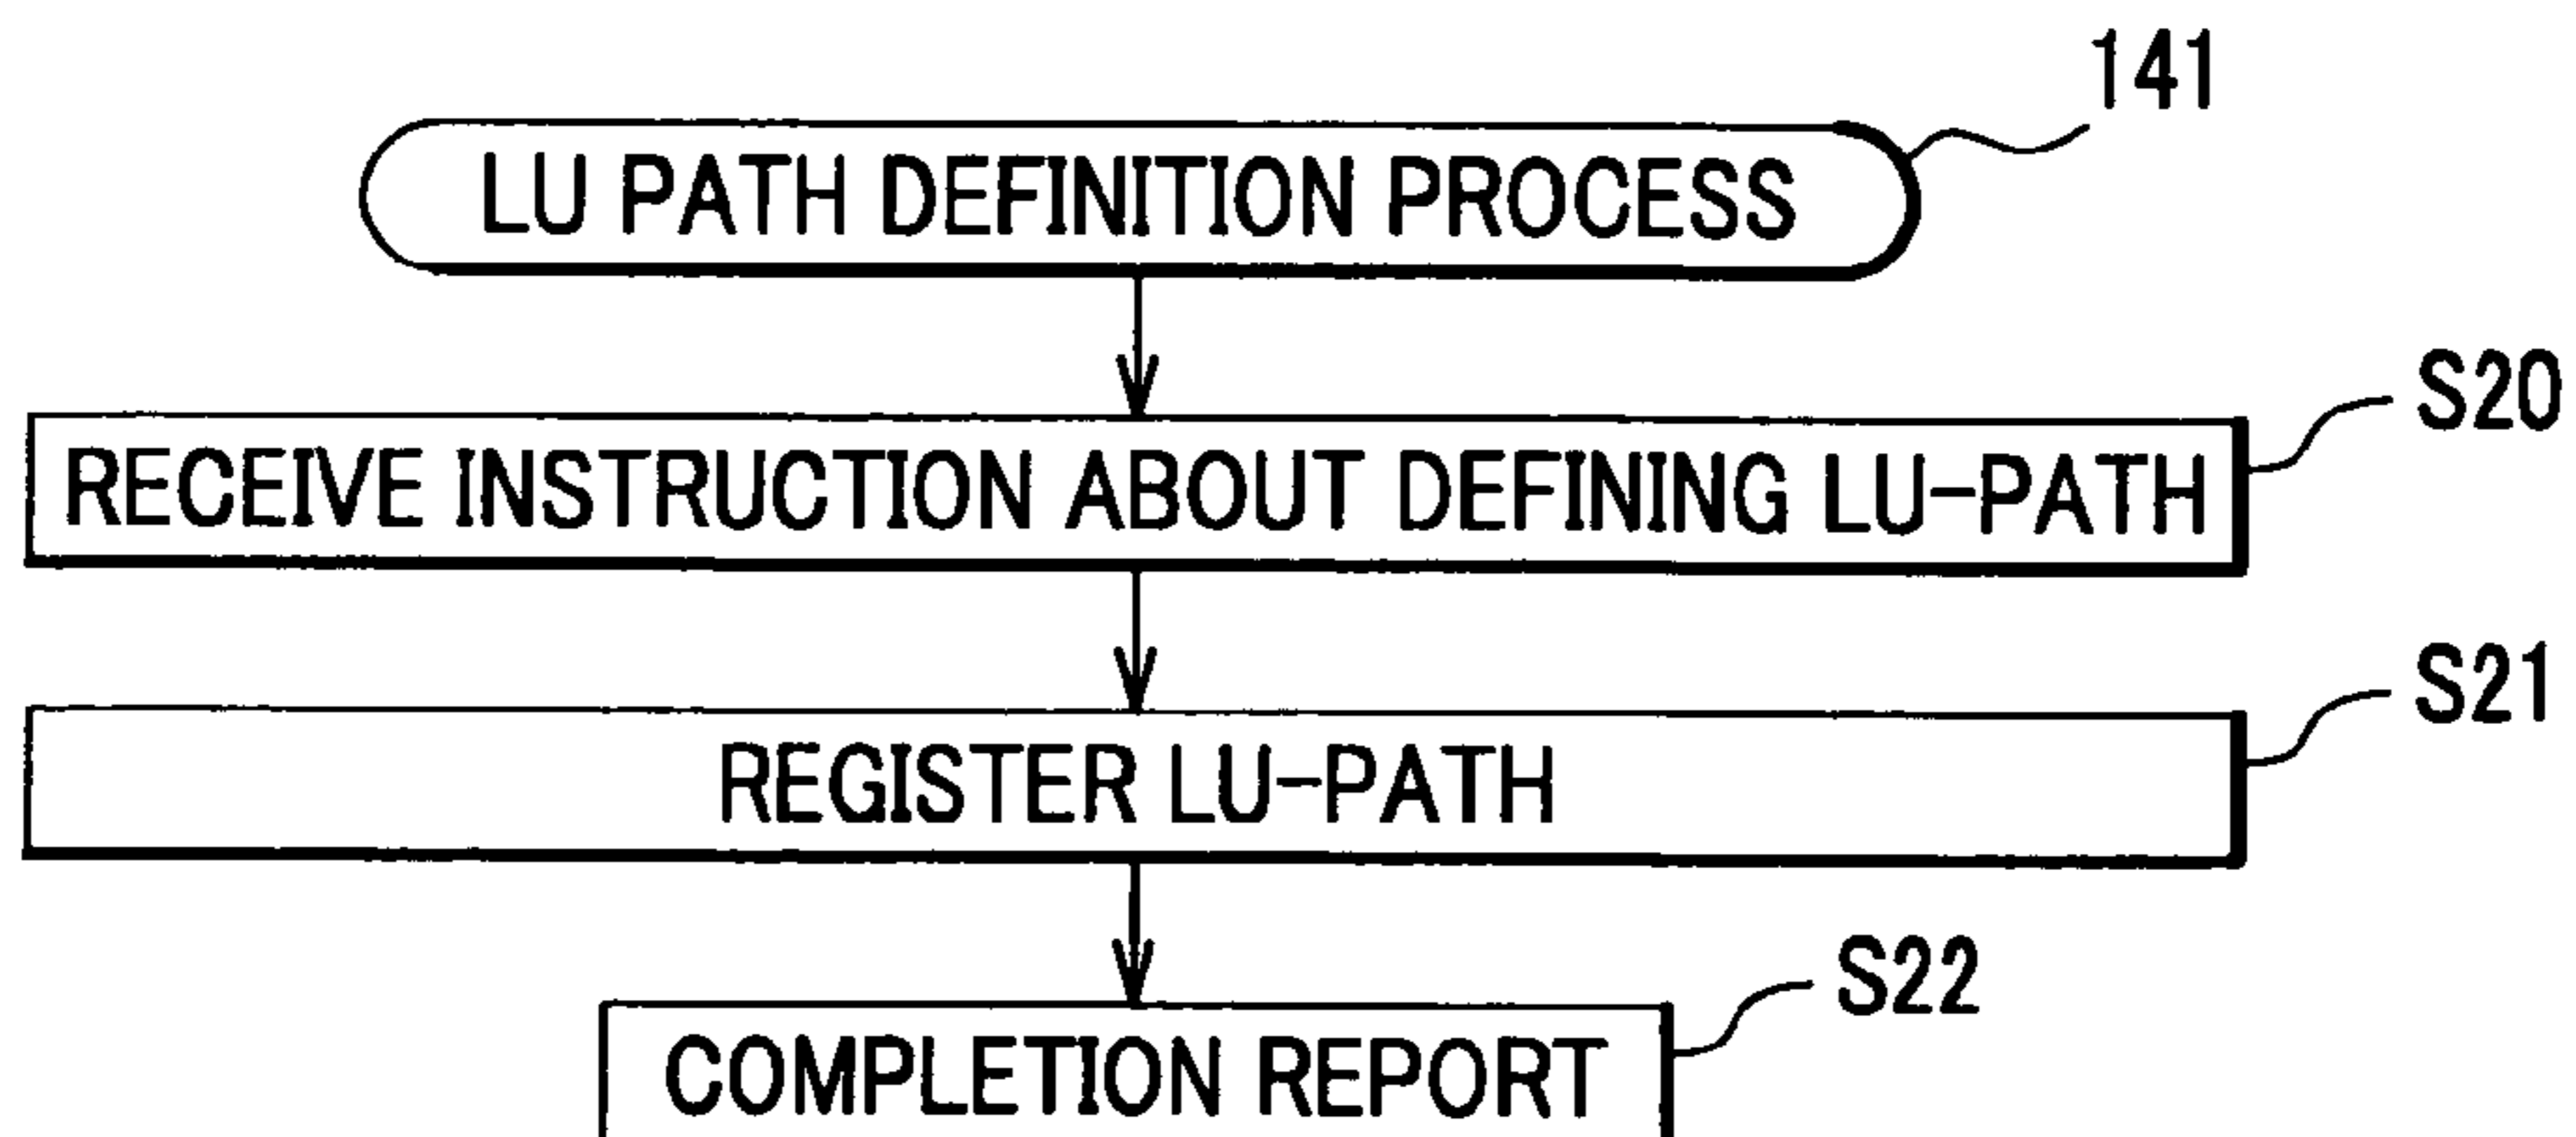 141
LU PATH DEFINITION PROCESS
S20
RECEIVE INSTRUCTION ABOUT DEFINING LU-PATH
S21
REGISTER LU-PATH
S22
COMPLETION REPORT